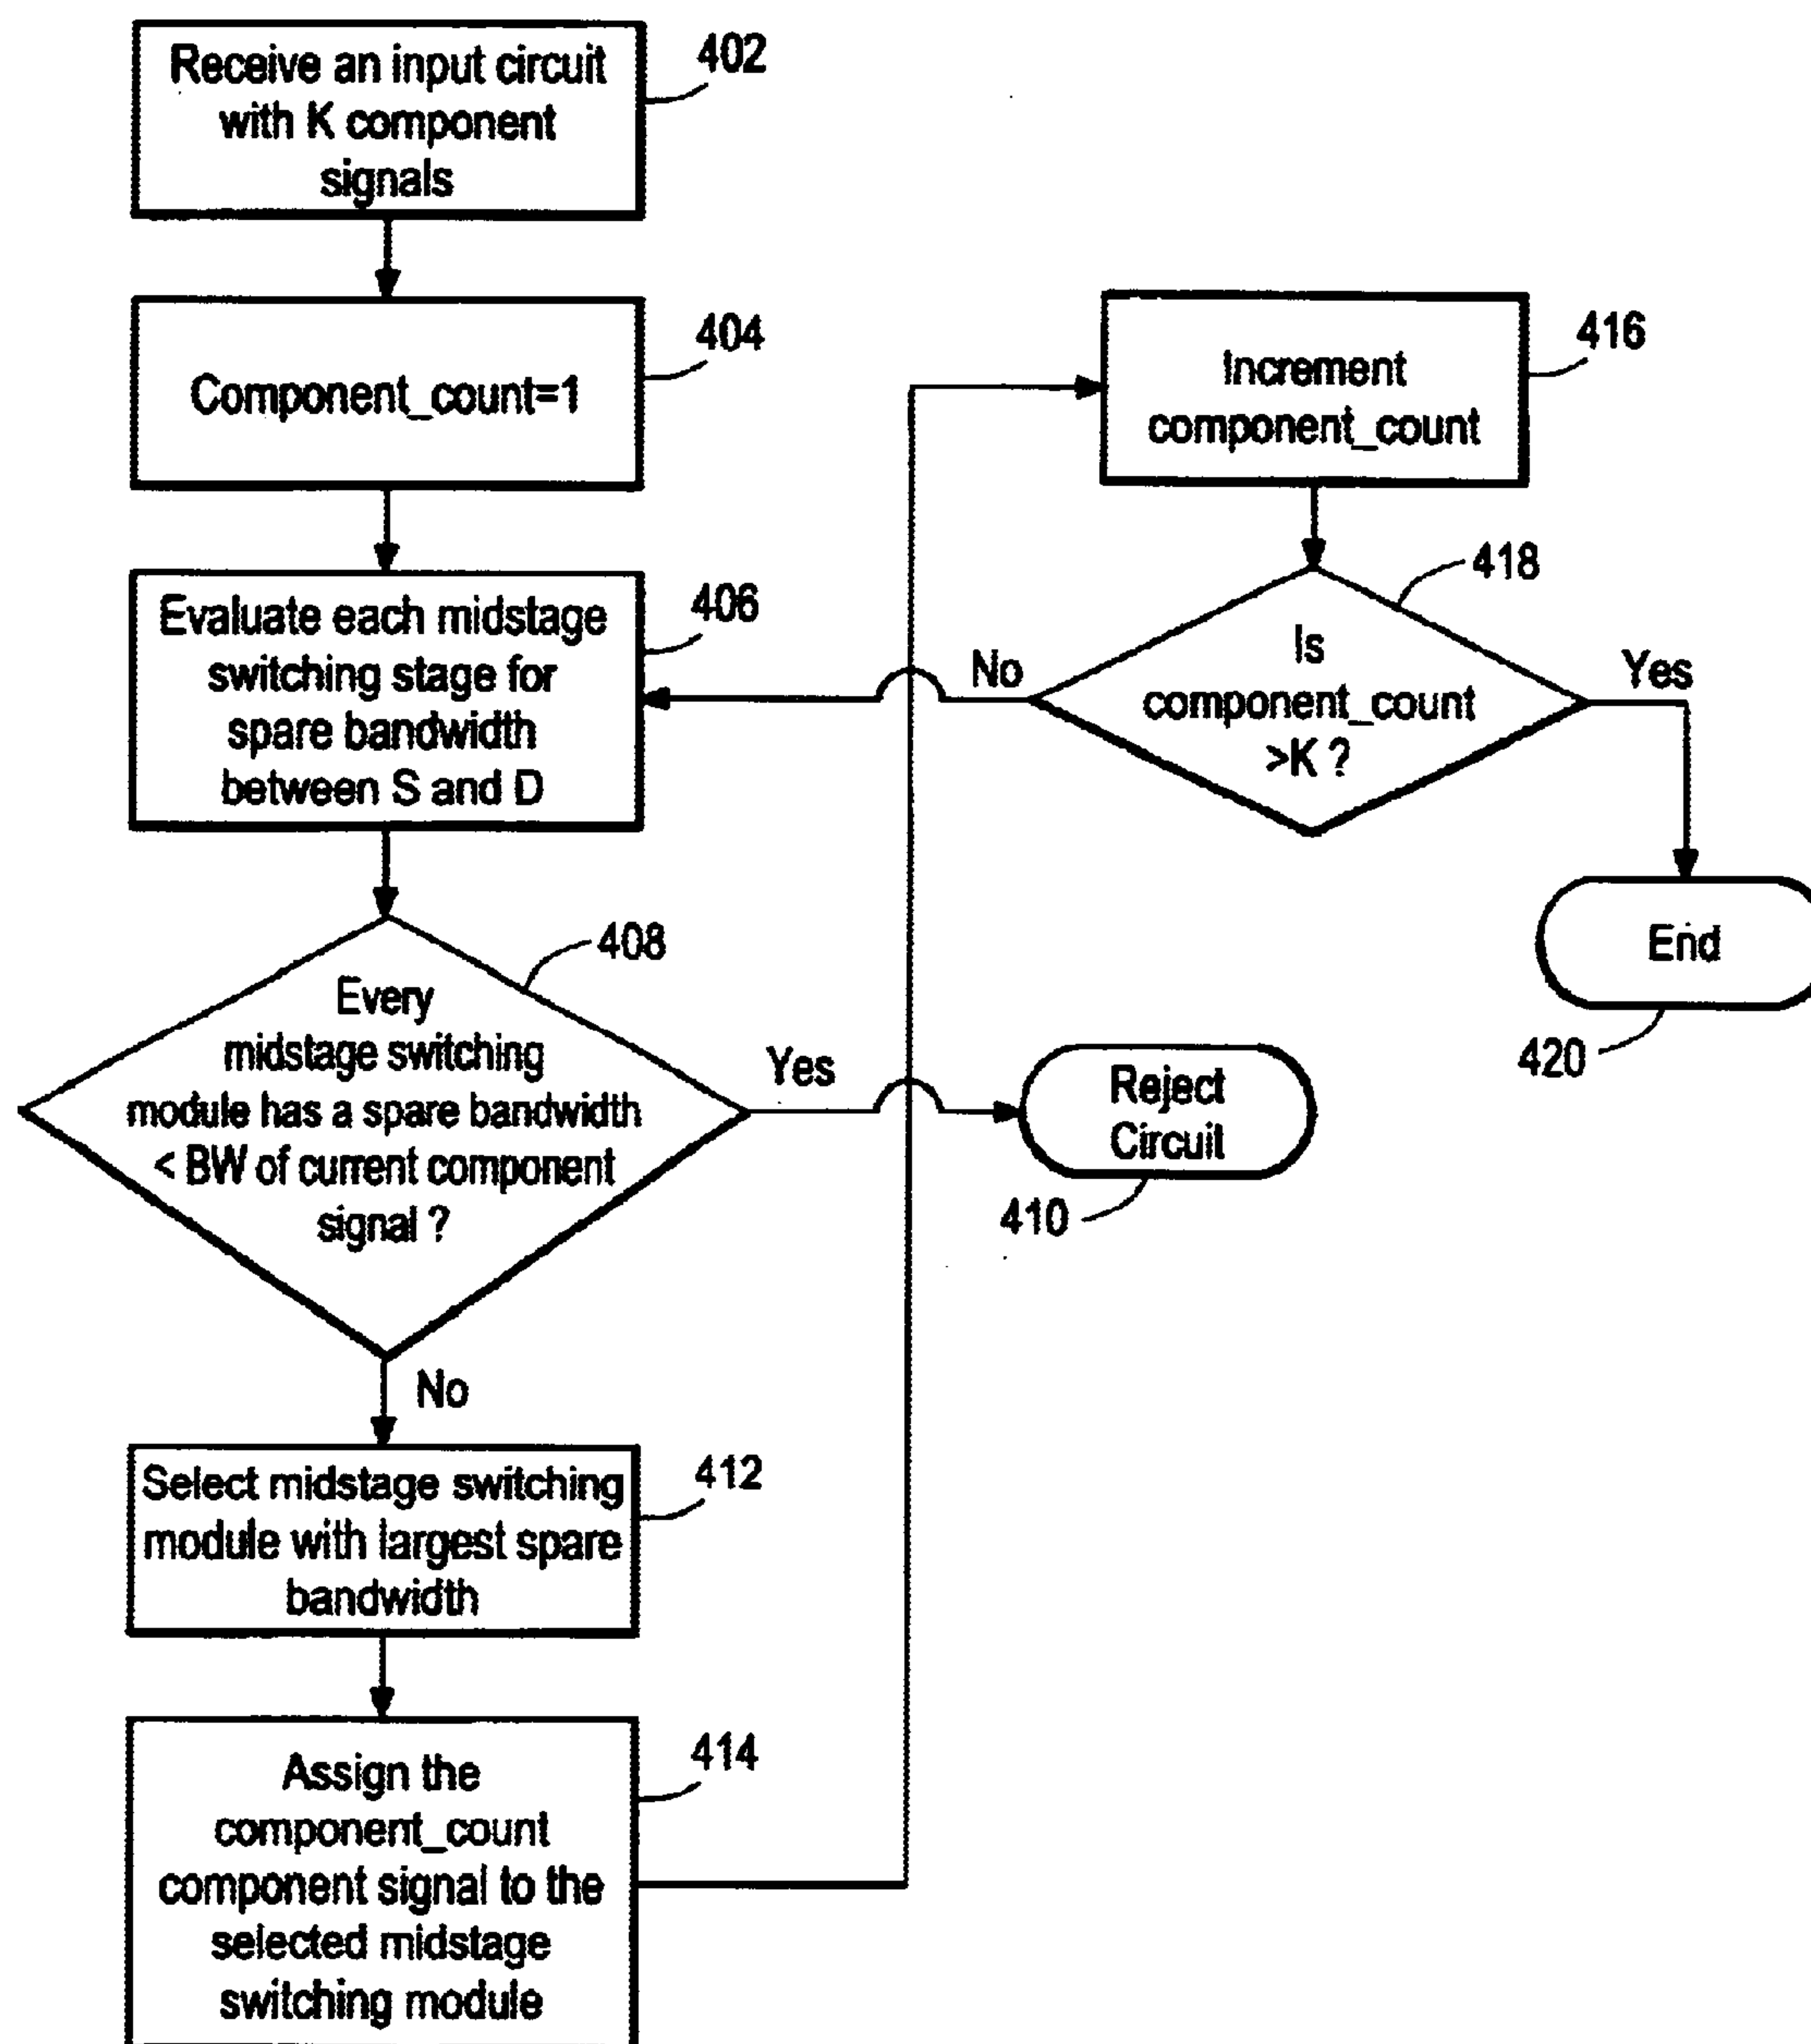 Receive an input circuit
with K component
signals
402
Component_count=1
404
Evaluate each midstage
switching stage for
spare bandwidth
between S and D
406
Every
midstage switching
module has a spare bandwidth
< BW of current component
signal ?
408
Yes
No
Reject
Circuit
410
Select midstage switching
module with largest spare
bandwidth
412
Assign the
component_count
component signal to the
selected midstage
switching module
414
Increment
component_count
416
Is
component_count
>K ?
418
No
Yes
End
420